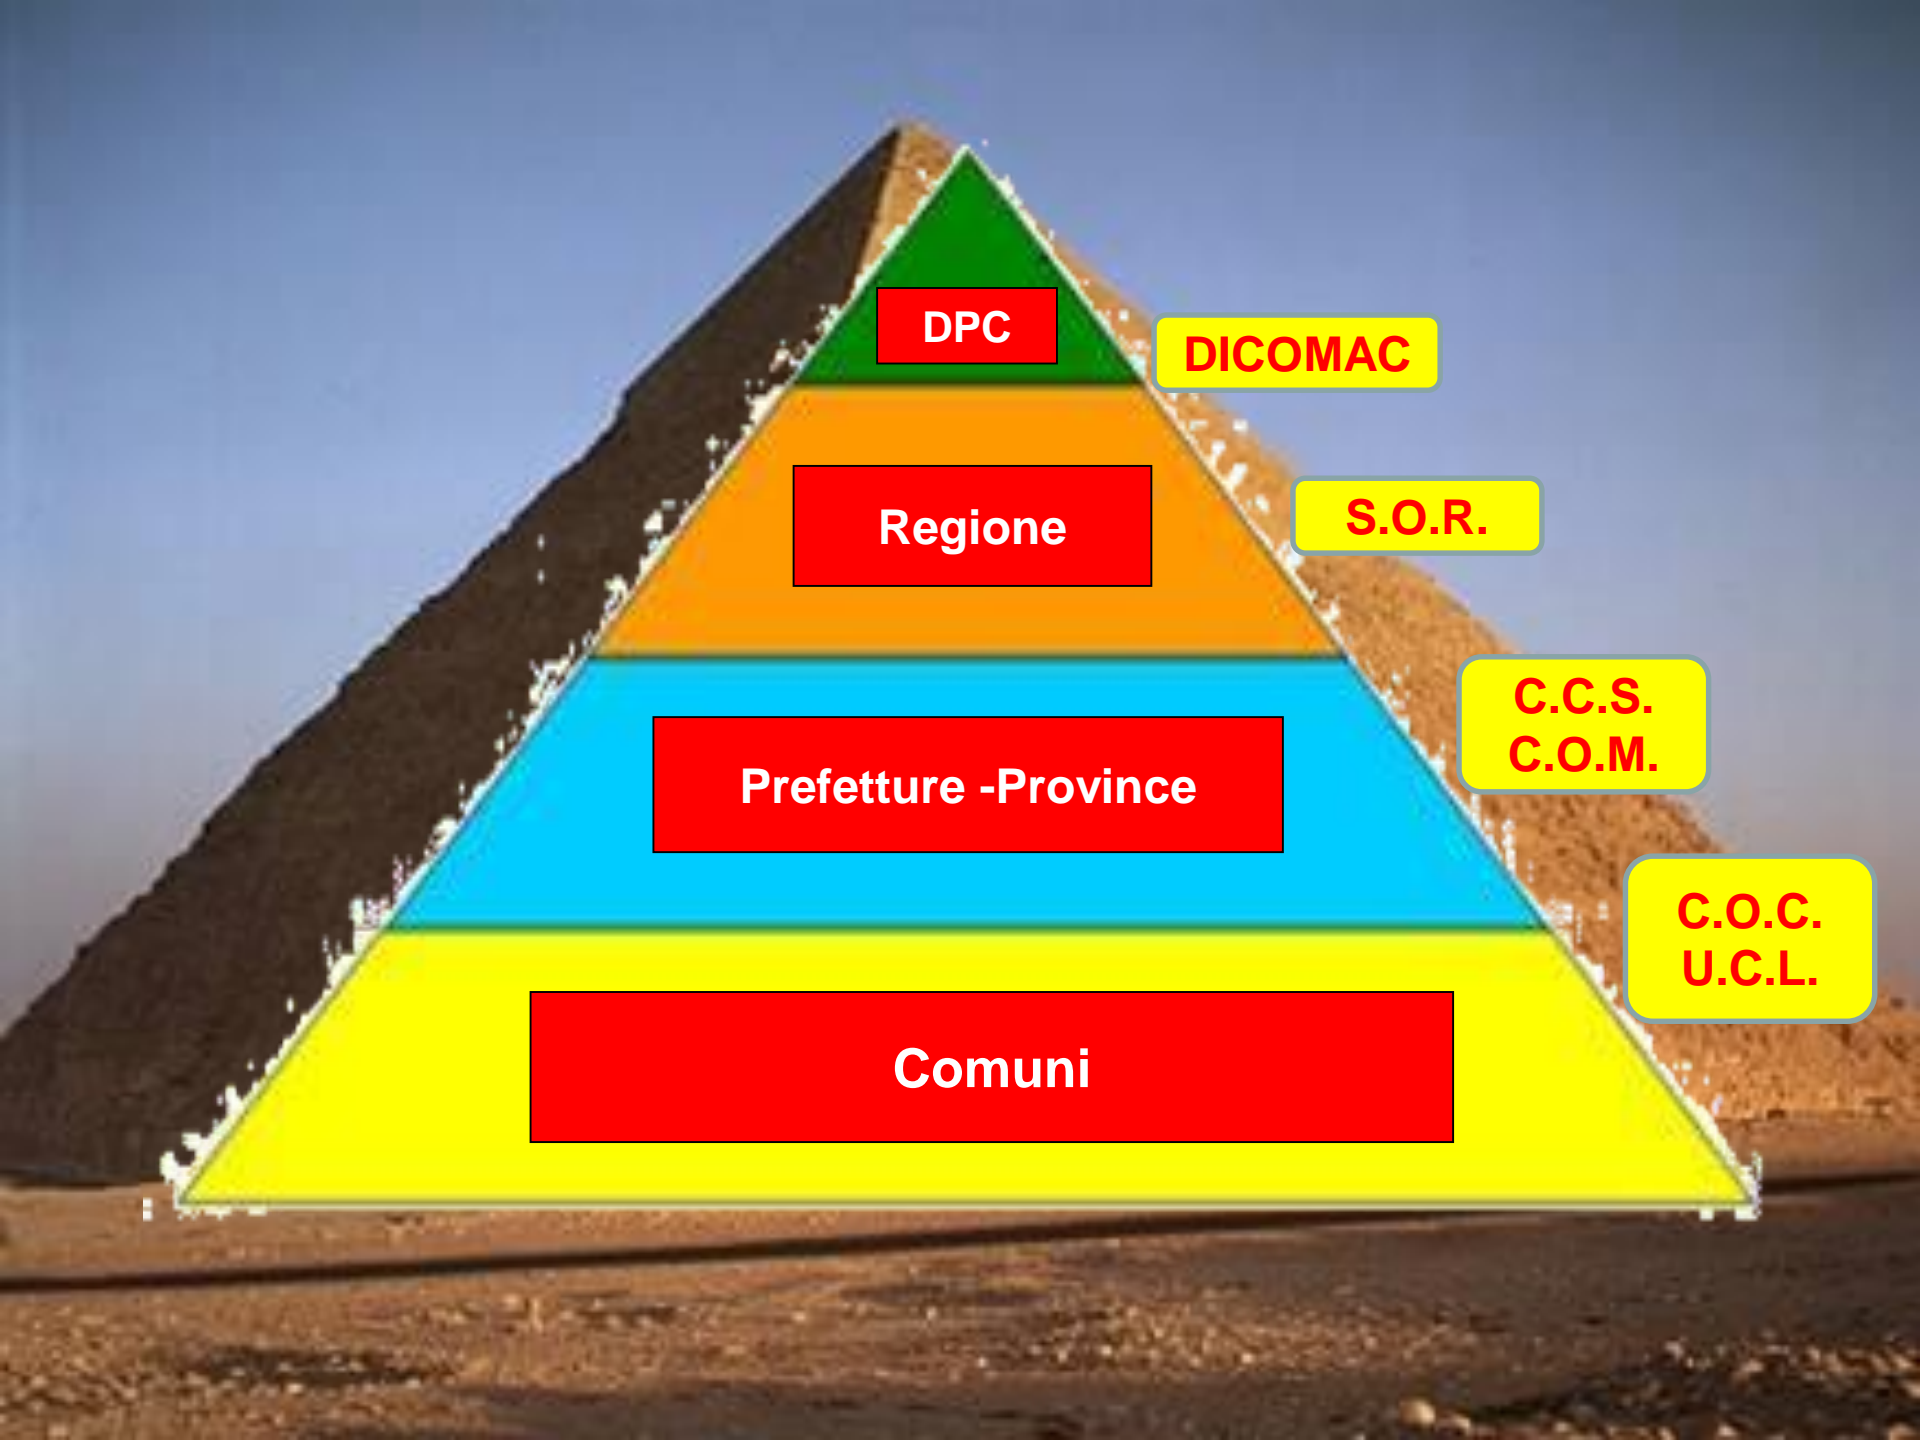 DPC
DICOMAC
Regione
S.O.R.
Prefetture -Province
C.C.S.
C.O.M.
Comuni
C.O.C.
U.C.L.